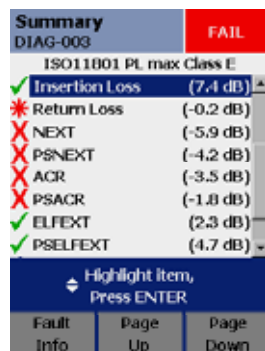 Summary
DIAG-003
FAIL
ISO11801 PL max Class E
Insertion Loss (7.4 dB)
Return Loss (-0.2 dB)
NEXT (-5.9 dB)
PSNEXT (-4.2 dB)
ACR (-3.5 dB)
PSACR (-1.8 dB)
ELFEXT (2.3 dB)
PSELFEXT (4.7 dB)
Highlight item,
Press ENTER
Fault Info
Page Up
Page Down